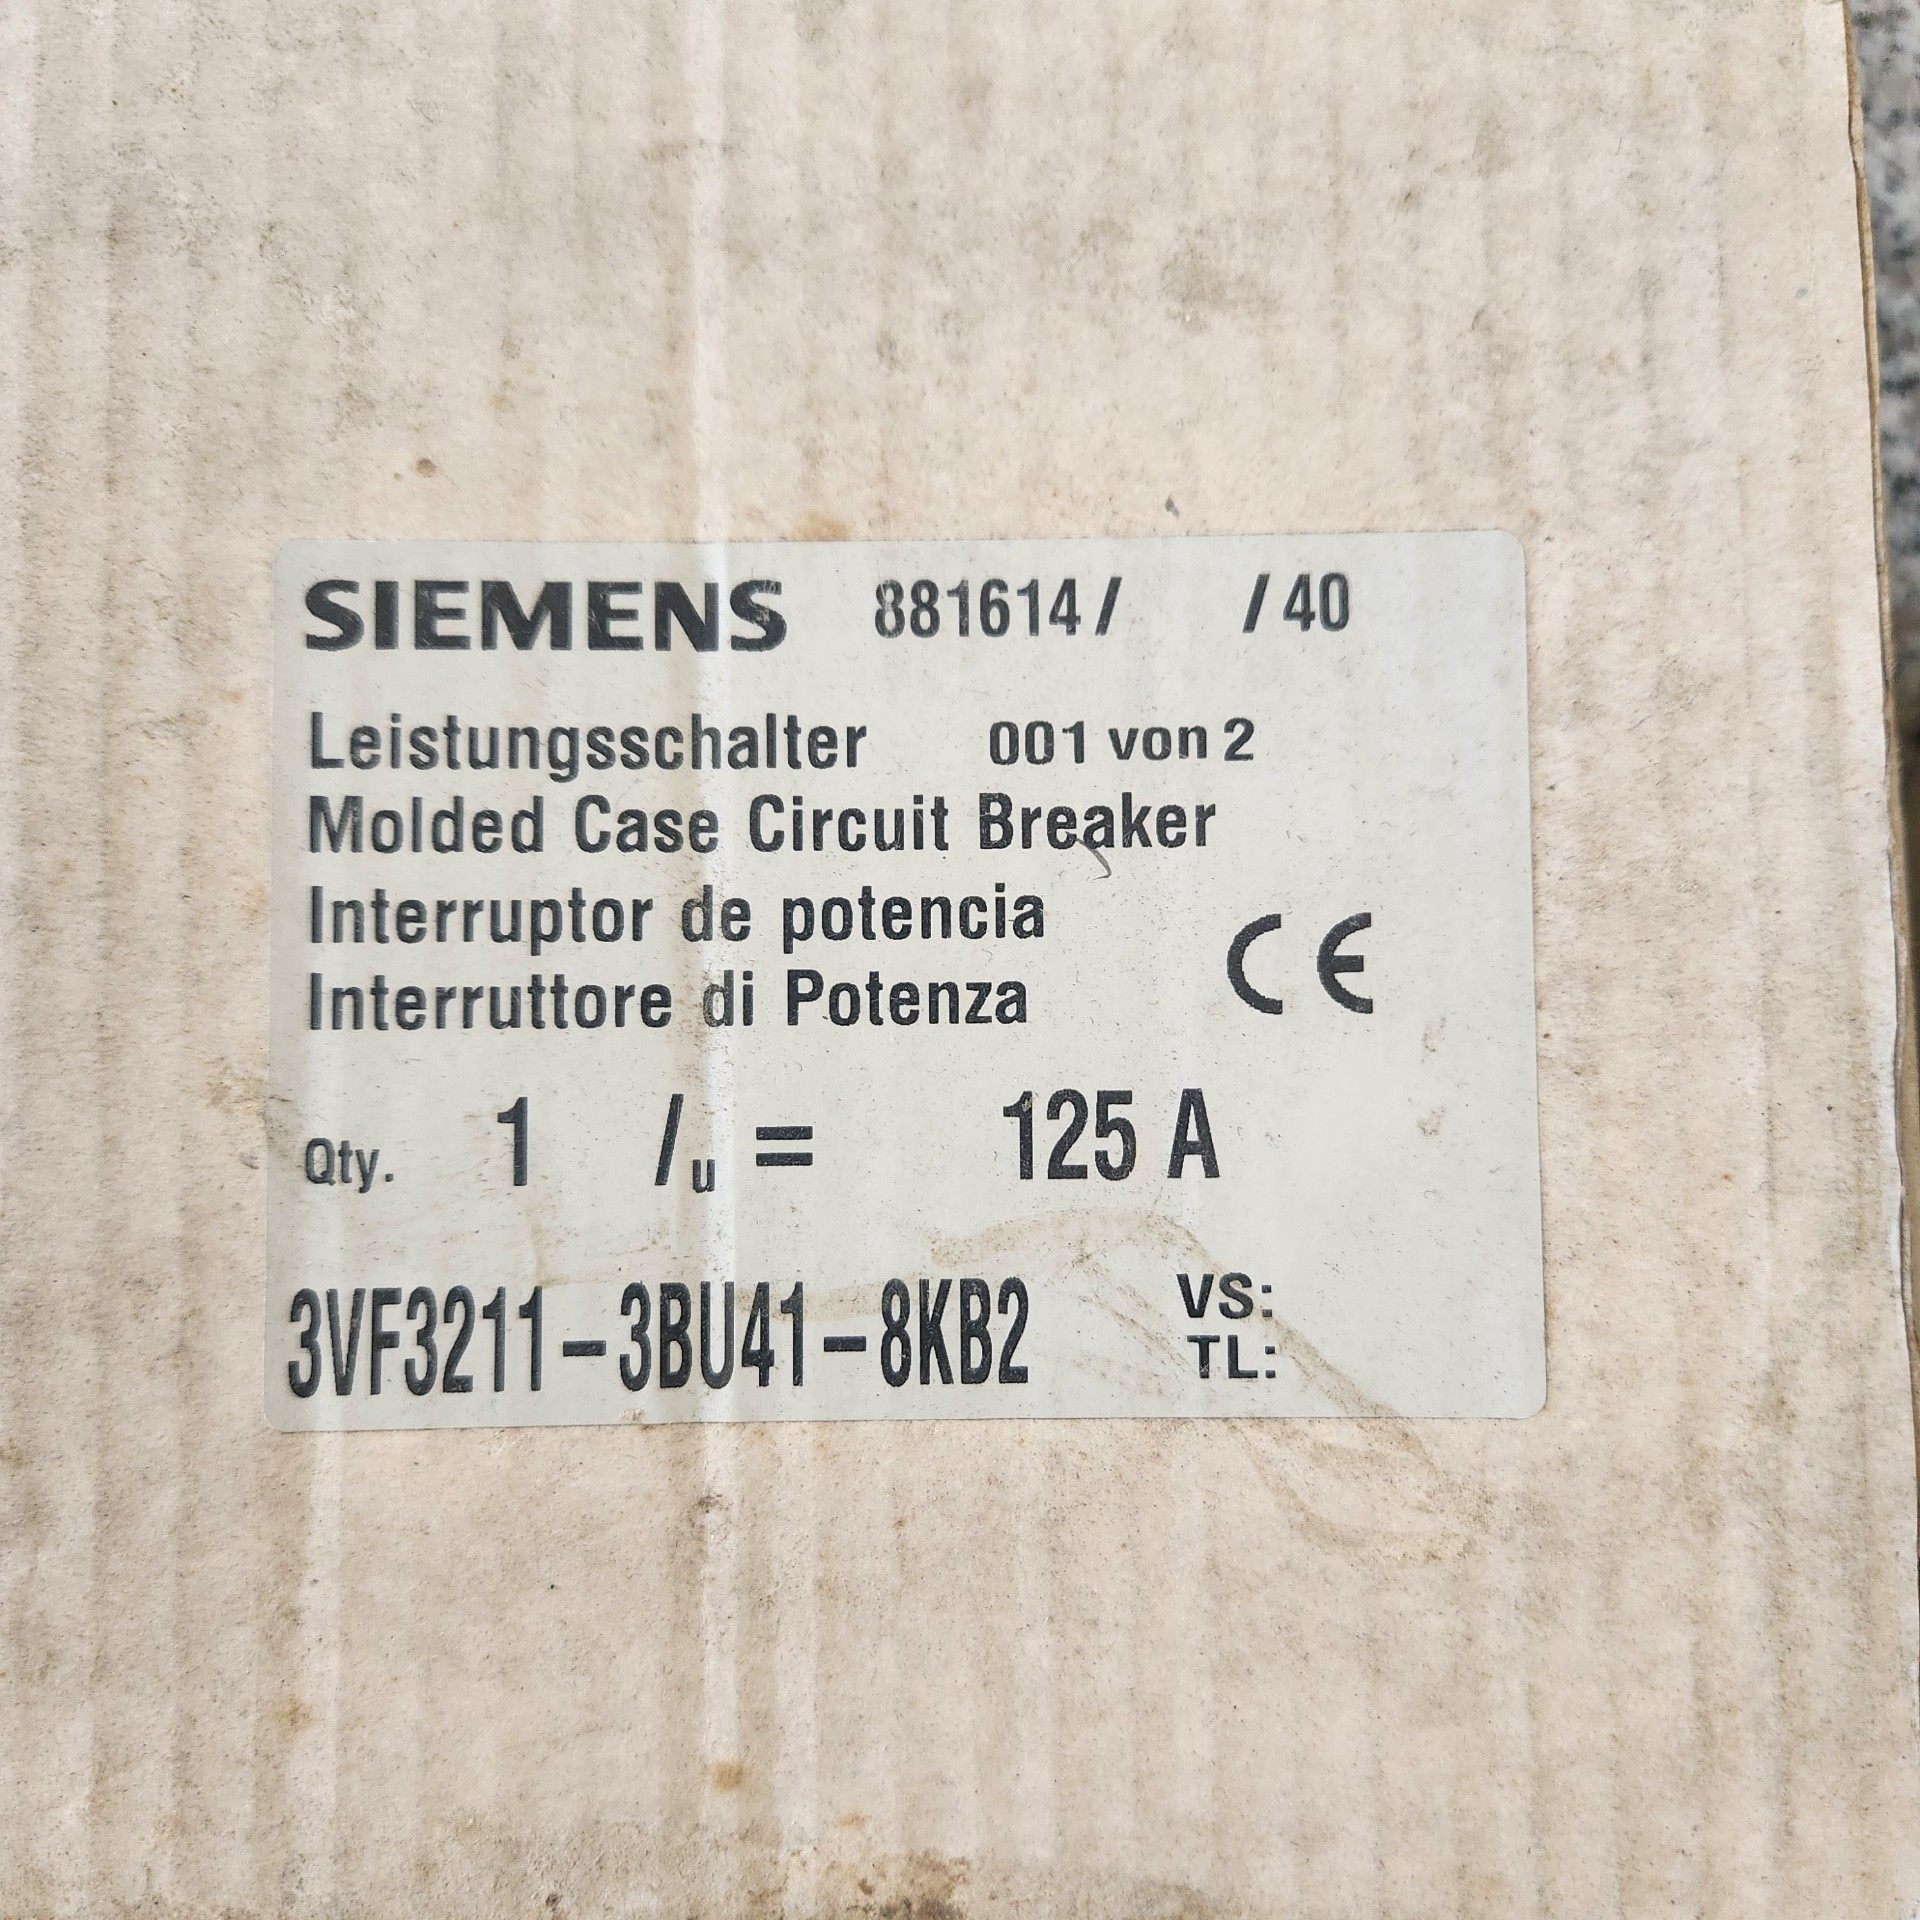 SIEMENS 881614/ /40
Leistungsschalter 001 von 2
Molded Case Circuit Breaker
Interruptor de potencia
Interruttore di Potenza
CE
Qty. 1 Iu = 125 A
3VF3211-3BU41-8KB2 VS:
TL: